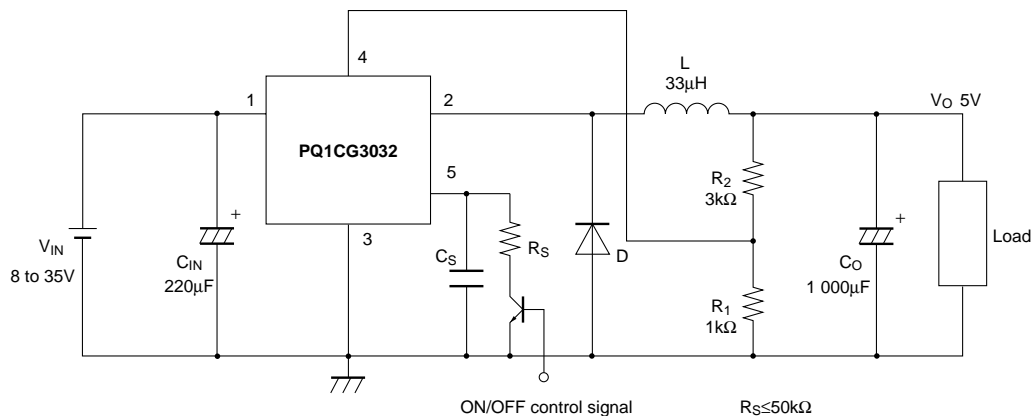 4
L
33μH
1
2
VO 5V
PQ1CG3032
5
R2
3kΩ
3
RS
VIN
8 to 35V
CIN
220μF
+
CS
D
+
CO
1 000μF
Load
R1
1kΩ
ON/OFF control signal
RS≤50kΩ